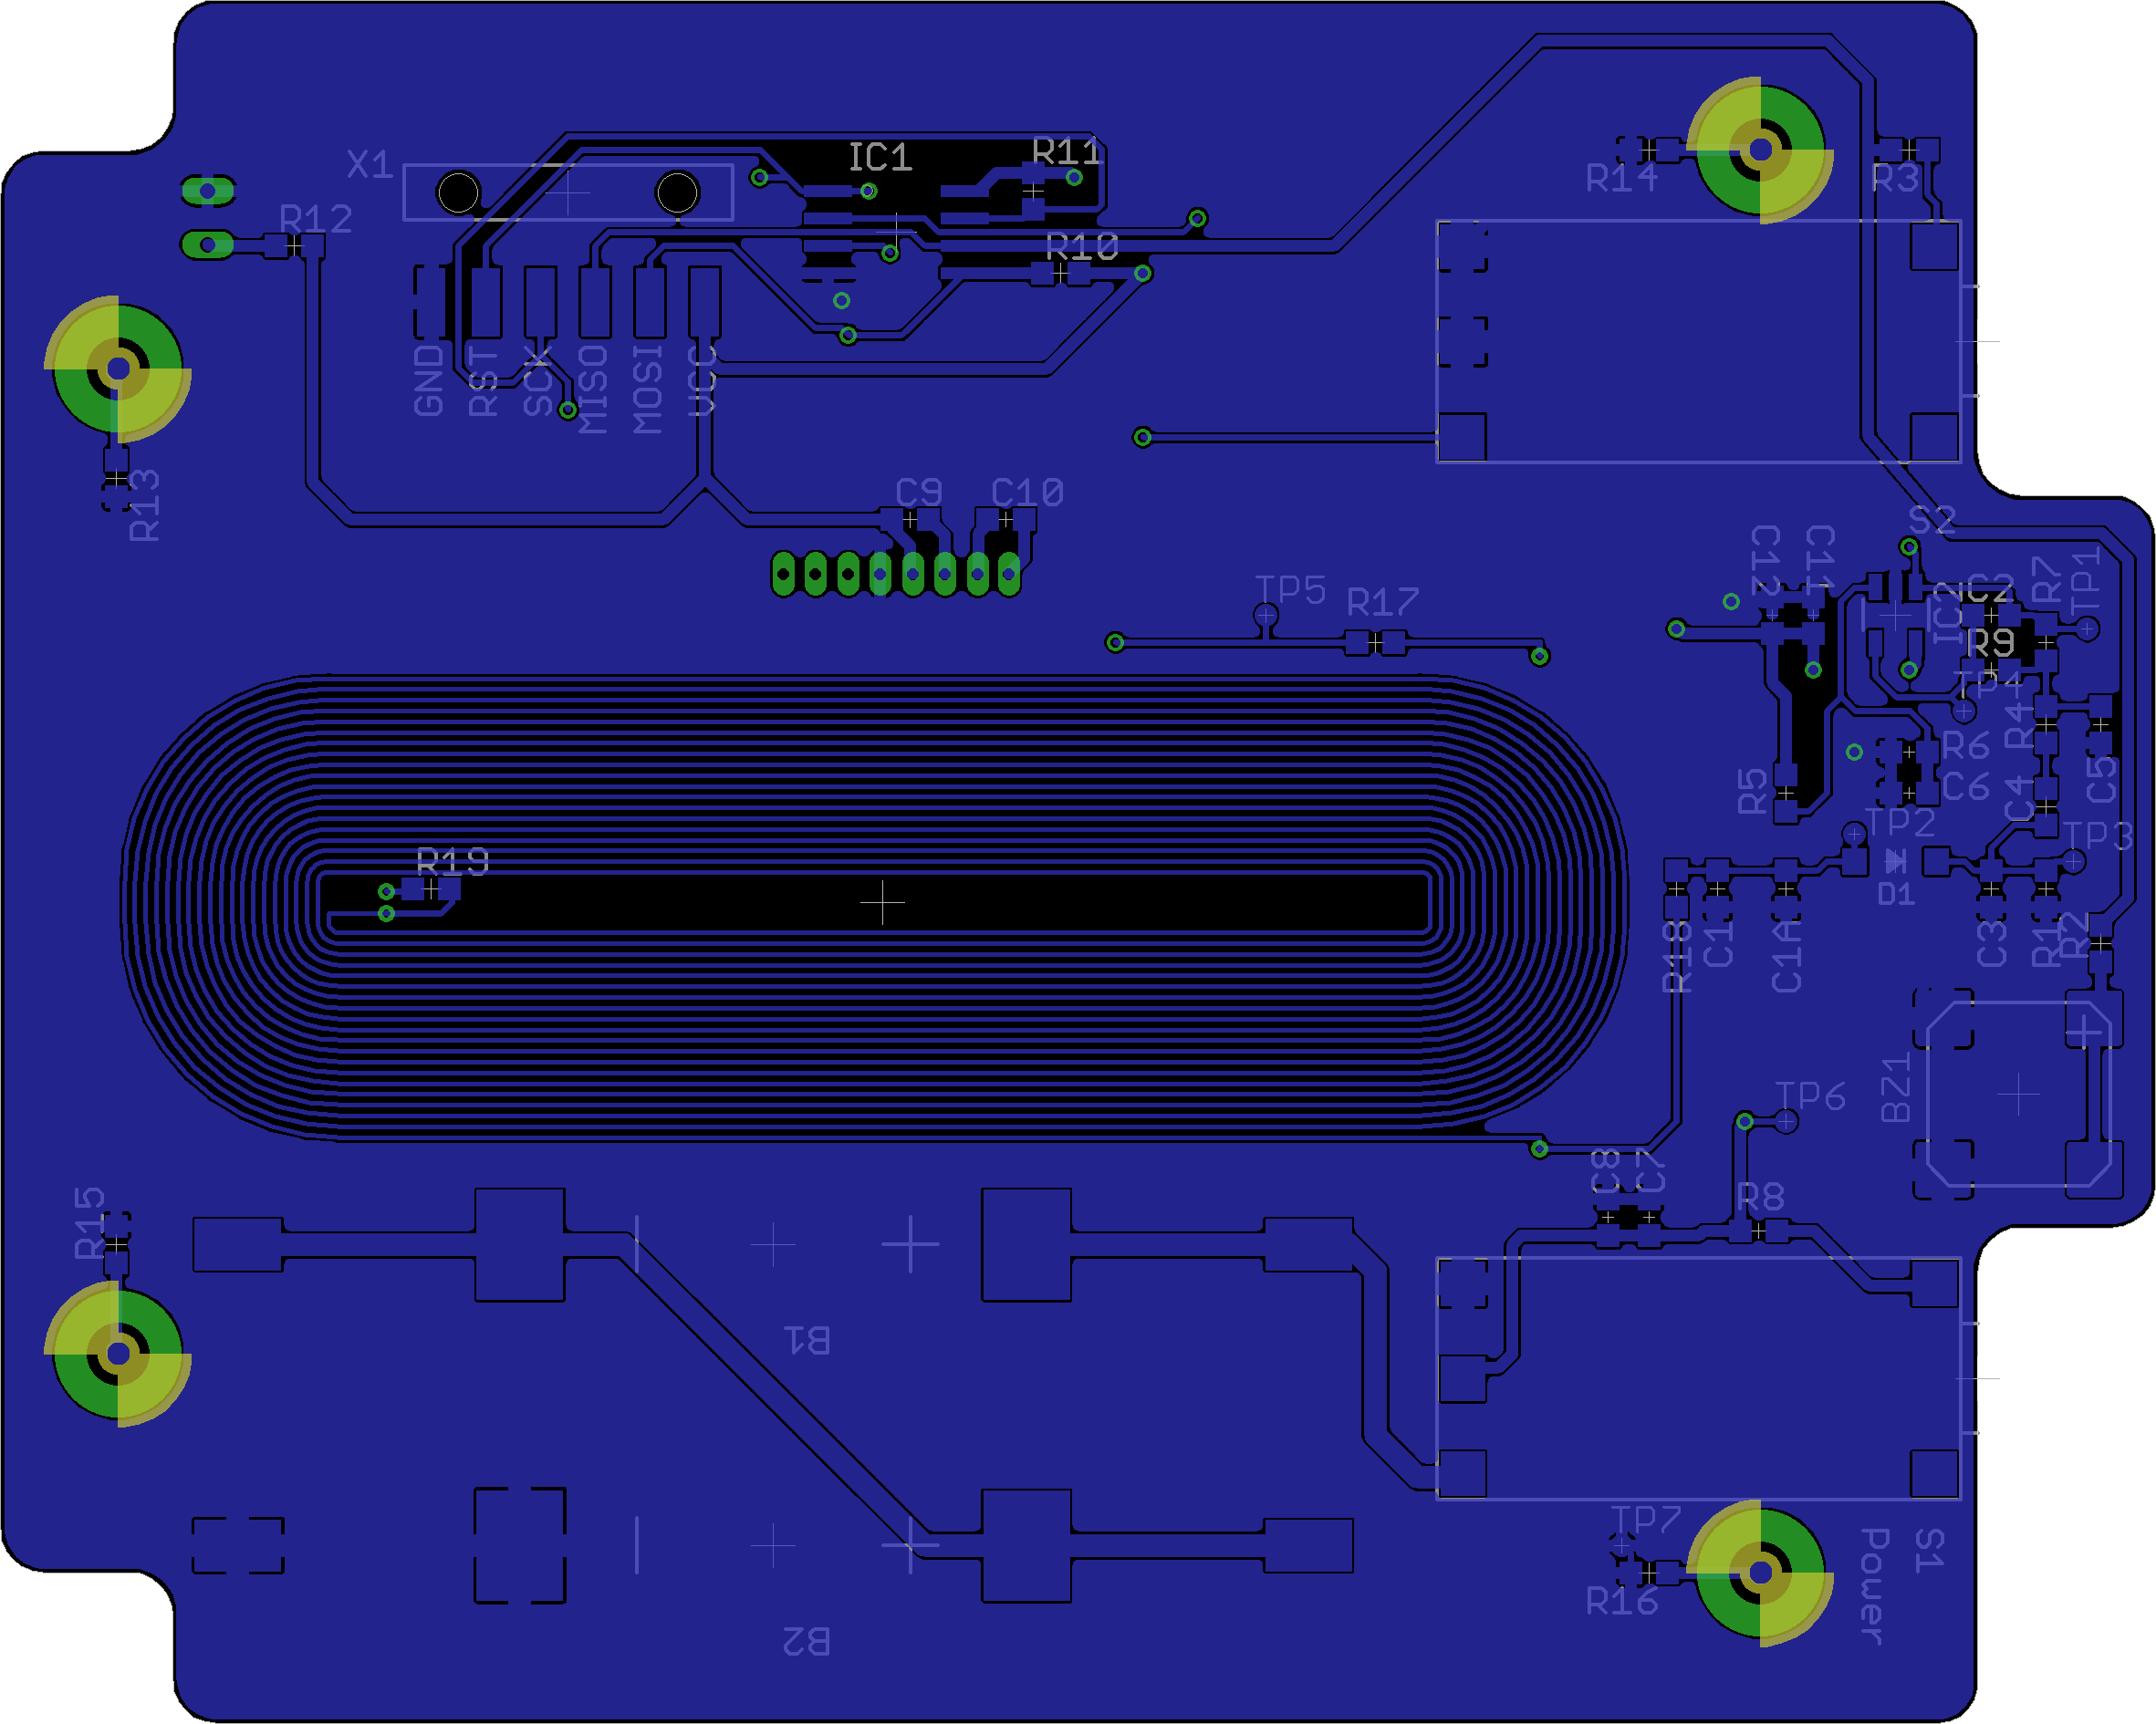 X1
IC1
R11
R12
R10
R14
R3
GND
RST
SCK
MISO
MOSI
VCC
R13
C9
C10
S2
C12
C11
IC2
C2
R7
TP1
TP5
R17
R9
TP4
R4
R6
C6
C5
C4
R5
TP2
TP3
D1
R19
R18
C1
C1A
C3
R1
R2
BZ1
TP6
C8
C7
R8
R15
B1
TP7
S1
Power
R16
B2